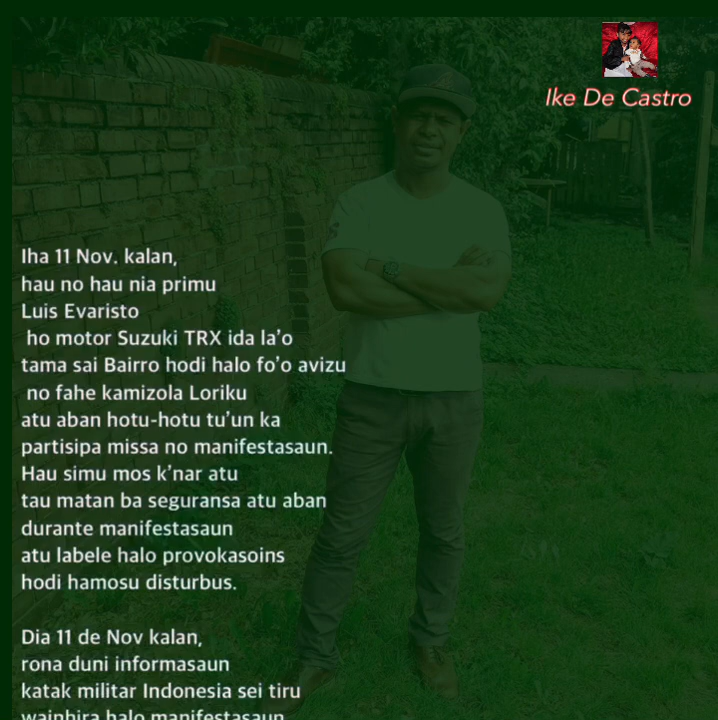 Ike De Castro
Iha 11 Nov. kalan,
hau no hau nia primu
Luis Evaristo
ho motor Suzuki TRX ida la’o
tama sai Bairro hodi halo fo’o avizu
no fahe kamizola Loriku
atu aban hotu-hotu tu’un ka
partisipa missa no manifestasaun.
Hau simu mos k’nar atu
tau matan ba seguransa atu aban
durante manifestasaun
atu labele halo provokasoins
hodi hamosu disturbus.
Dia 11 de Nov kalan,
rona duni informasaun
katak militar Indonesia sei tiru
wainhira halo manifestasaun